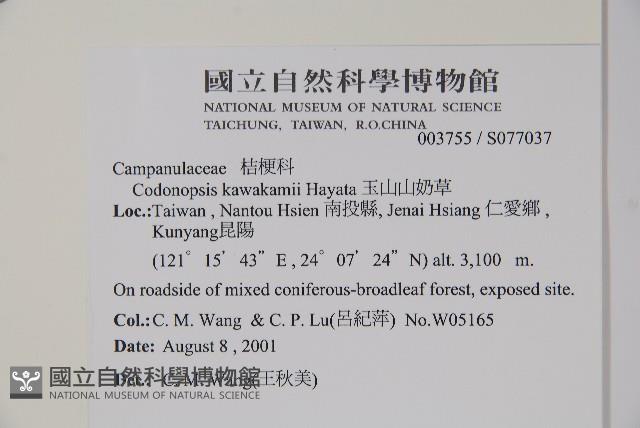 國立自然科學博物館
NATIONAL MUSEUM OF NATURAL SCIENCE
TAICHUNG, TAIWAN, R.O.CHINA
003755 / S077037
Campanulaceae 桔梗科
Codonopsis kawakamii Hayata 玉山山奶草
Loc.:Taiwan , Nantou Hsien 南投縣, Jenai Hsiang 仁愛鄉 ,
Kunyang昆陽
(121° 15' 43" E , 24° 07' 24" N) alt. 3,100 m.
On roadside of mixed coniferous-broadleaf forest, exposed site.
Col.: C. M. Wang & C. P. Lu(呂紀萍) No.W05165
Date: August 8 , 2001
Det.: C. M. Wang(王秋美)
國立自然科學博物館
NATIONAL MUSEUM OF NATURAL SCIENCE